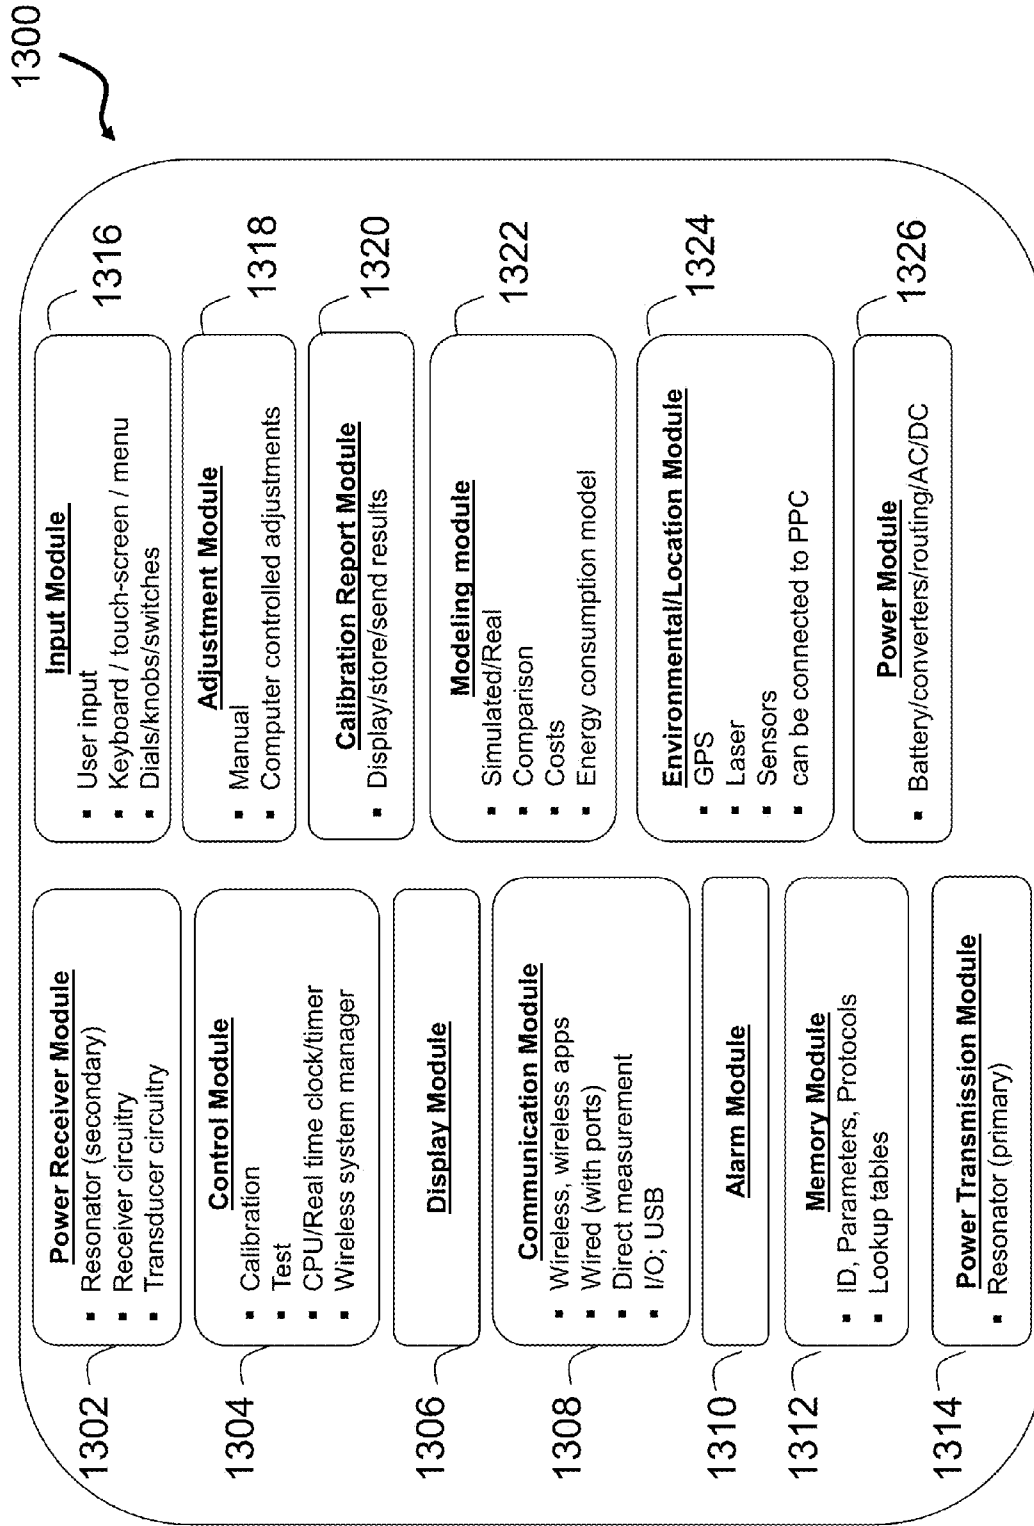 1300
1302
Power Receiver Module
▪ Resonator (secondary)
▪ Receiver circuitry
▪ Transducer circuitry
1304
Control Module
▪ Calibration
▪ Test
▪ CPU/Real time clock/timer
▪ Wireless system manager
1306
Display Module
1308
Communication Module
▪ Wireless, wireless apps
▪ Wired (with ports)
▪ Direct measurement
▪ I/O; USB
1310
Alarm Module
1312
Memory Module
▪ ID, Parameters, Protocols
▪ Lookup tables
1314
Power Transmission Module
▪ Resonator (primary)
1316
Input Module
▪ User input
▪ Keyboard / touch-screen / menu
▪ Dials/knobs/switches
1318
Adjustment Module
▪ Manual
▪ Computer controlled adjustments
1320
Calibration Report Module
▪ Display/store/send results
1322
Modeling module
▪ Simulated/Real
▪ Comparison
▪ Costs
▪ Energy consumption model
1324
Environmental/Location Module
▪ GPS
▪ Laser
▪ Sensors
▪ can be connected to PPC
1326
Power Module
▪ Battery/converters/routing/AC/DC